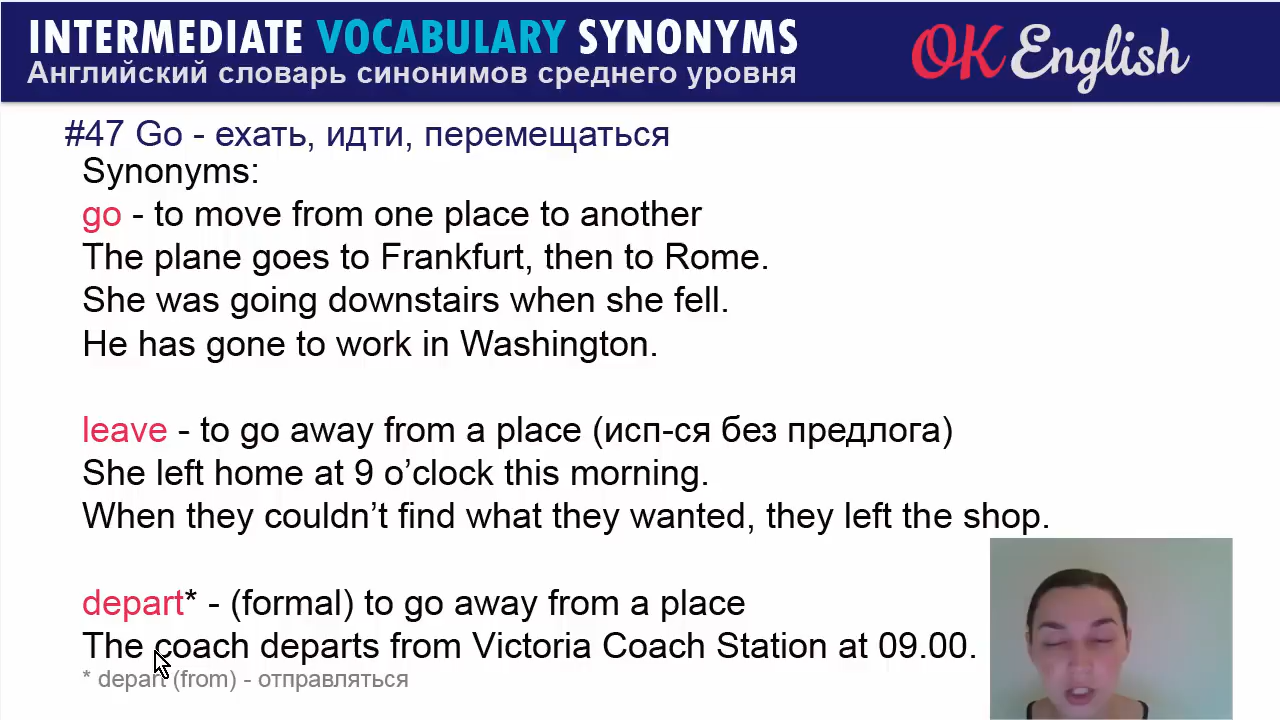 INTERMEDIATE VOCABULARY SYNONYMS
Английский словарь синонимов среднего уровня
OK English
#47 Go - ехать, идти, перемещаться
Synonyms:
go - to move from one place to another
The plane goes to Frankfurt, then to Rome.
She was going downstairs when she fell.
He has gone to work in Washington.
leave - to go away from a place (исп-ся без предлога)
She left home at 9 o’clock this morning.
When they couldn’t find what they wanted, they left the shop.
depart* - (formal) to go away from a place
The coach departs from Victoria Coach Station at 09.00.
* depart (from) - отправляться